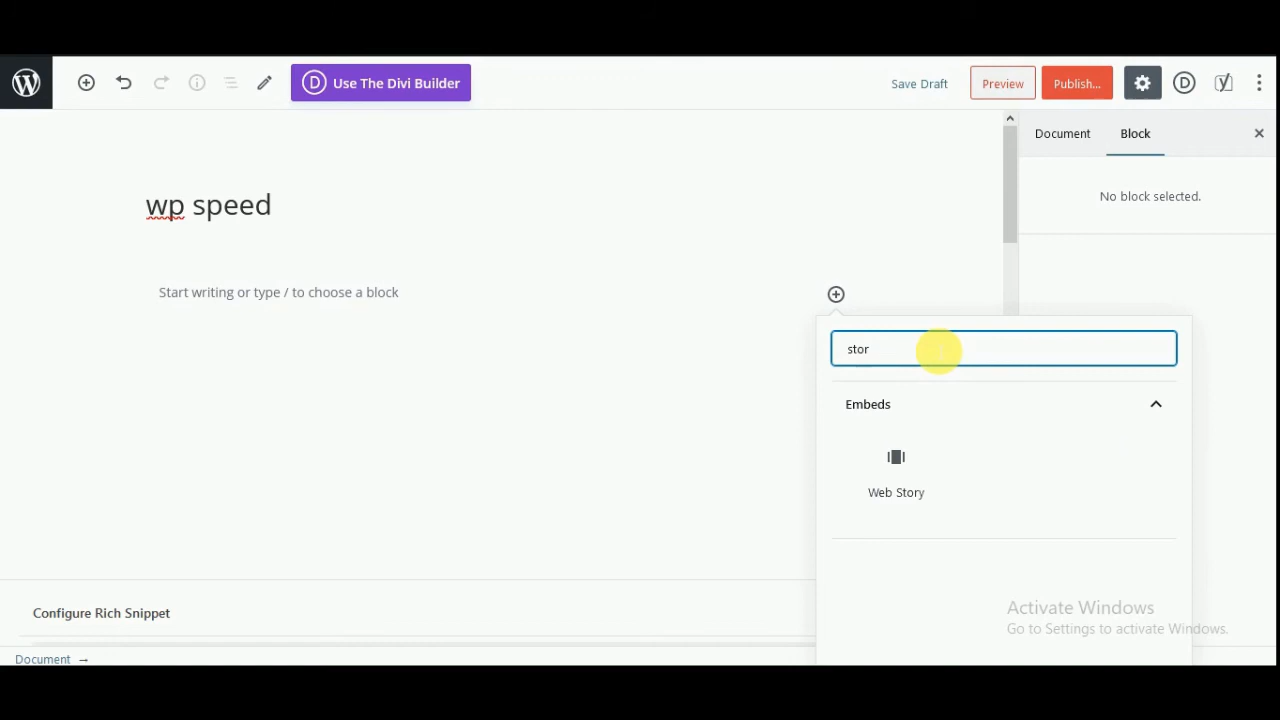 Use The Divi Builder
Save Draft
Preview
Publish...
Document
Block
No block selected.
wp speed
Start writing or type / to choose a block
stor
Embeds
Web Story
Configure Rich Snippet
Activate Windows
Go to Settings to activate Windows.
Document →